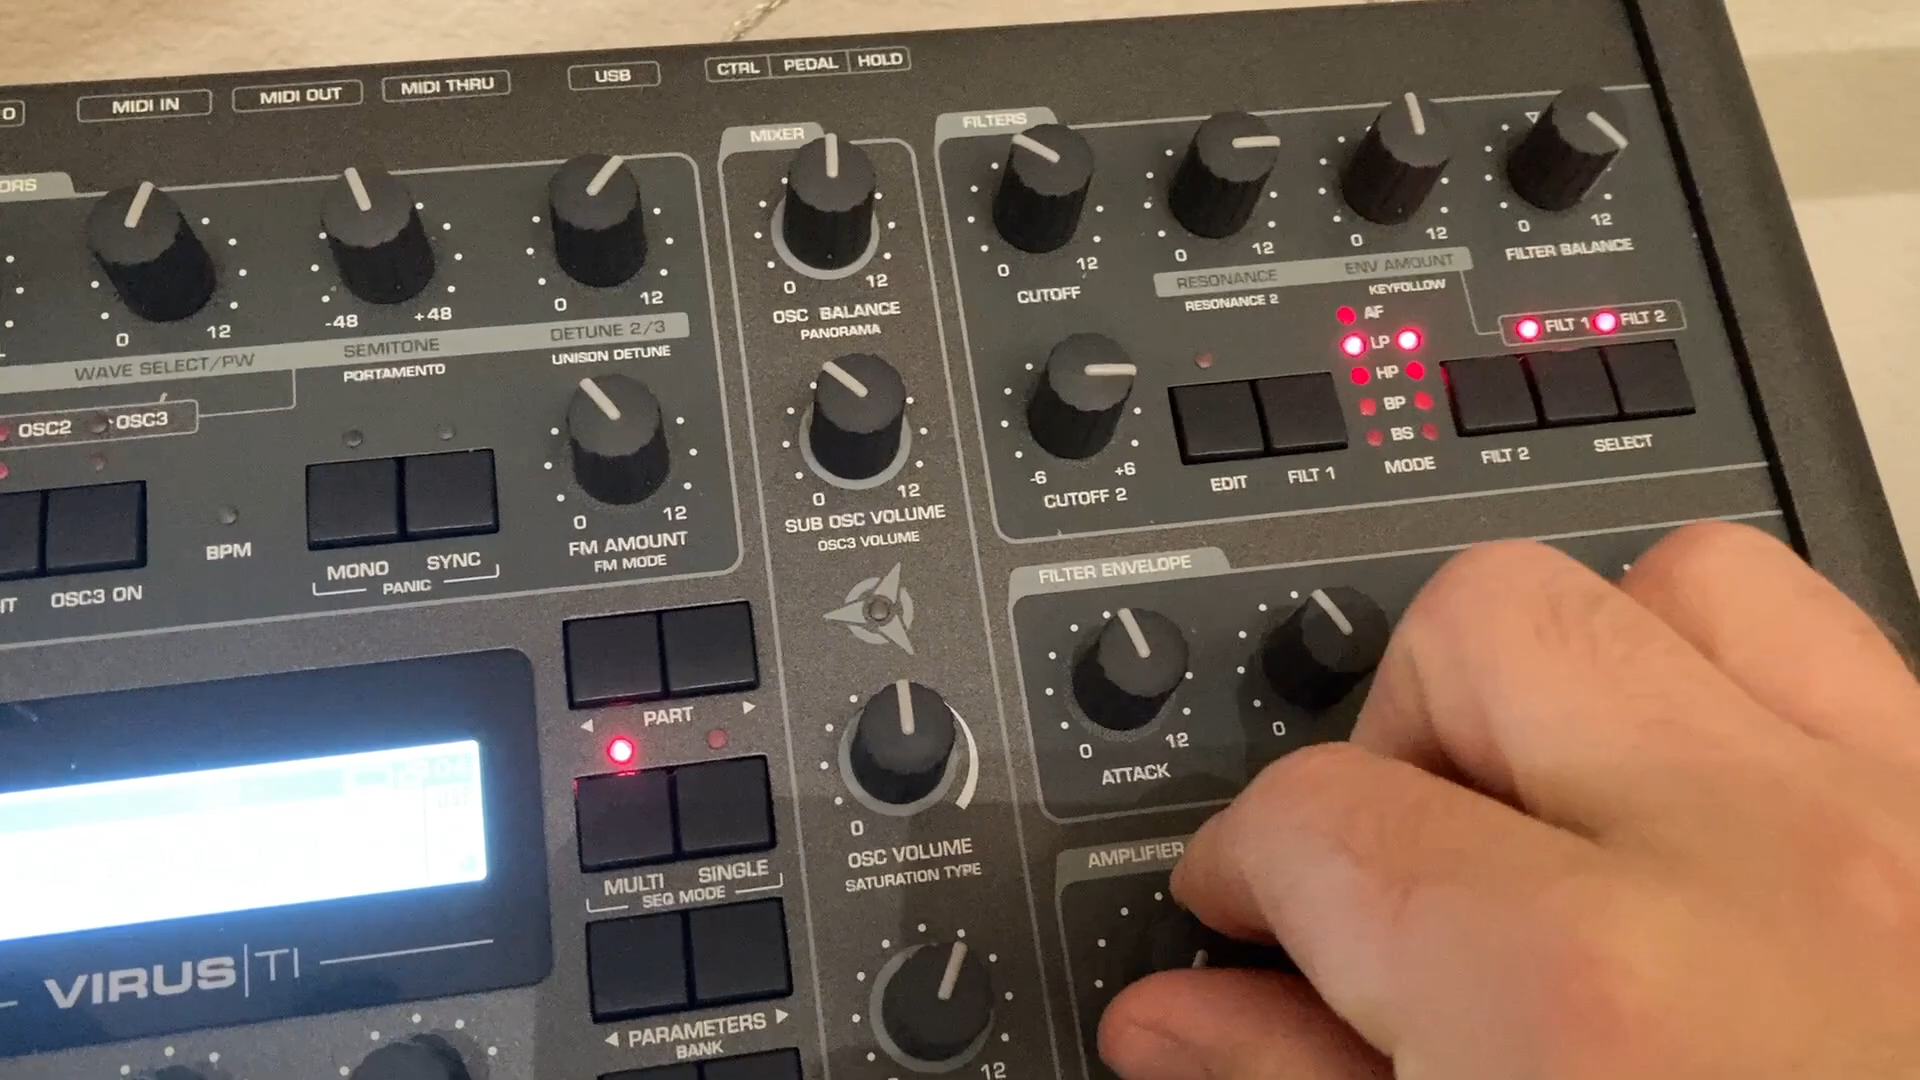 O
MIDI IN
MIDI OUT
MIDI THRU
USB
CTRL PEDAL HOLD
ORS
MIXER
FILTERS
0 12
-48 +48
0 12
0 12
0 12
0 12
0 12
0 12
WAVE SELECT/PW
SEMITONE
PORTAMENTO
DETUNE 2/3
UNISON DETUNE
OSC BALANCE
PANORAMA
CUTOFF
RESONANCE
RESONANCE 2
ENV AMOUNT
KEYFOLLOW
FILTER BALANCE
AF
LP
HP
BP
BS
MODE
FILT 1 FILT 2
OSC2 OSC3
IT
OSC3 ON
BPM
MONO SYNC
PANIC
0 12
FM AMOUNT
FM MODE
0 12
SUB OSC VOLUME
OSC3 VOLUME
-6 +6
CUTOFF 2
EDIT
FILT 1
FILT 2
SELECT
FILTER ENVELOPE
0 12
ATTACK
0
PART
MULTI SINGLE
SEQ MODE
0
OSC VOLUME
SATURATION TYPE
AMPLIFIER
VIRUS TI
PARAMETERS
BANK
12